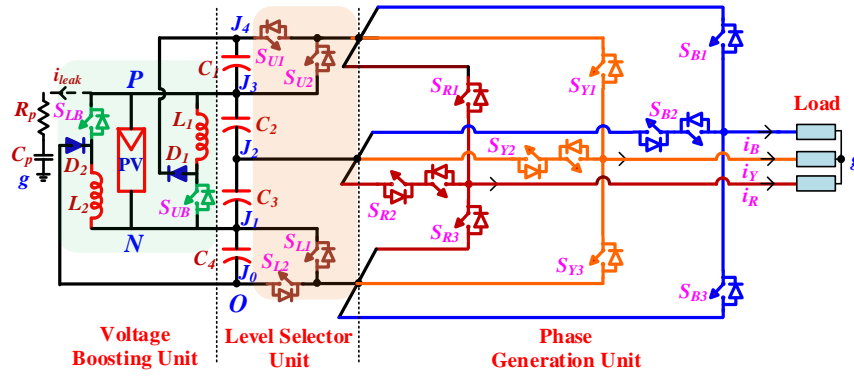 J4
SU1
SU2
SB1
ileak
P
C1
J3
SR1
SY1
Rp
SLB
L1
C2
SB2
Load
Cp
D2
PV
D1
J2
SY2
iB
g
g
iY
L2
SUB
C3
SR2
iR
N
J1
SL1
SR3
C4
SL2
SY3
J0
SB3
O
Voltage
Boosting Unit
Level Selector
Unit
Phase
Generation Unit